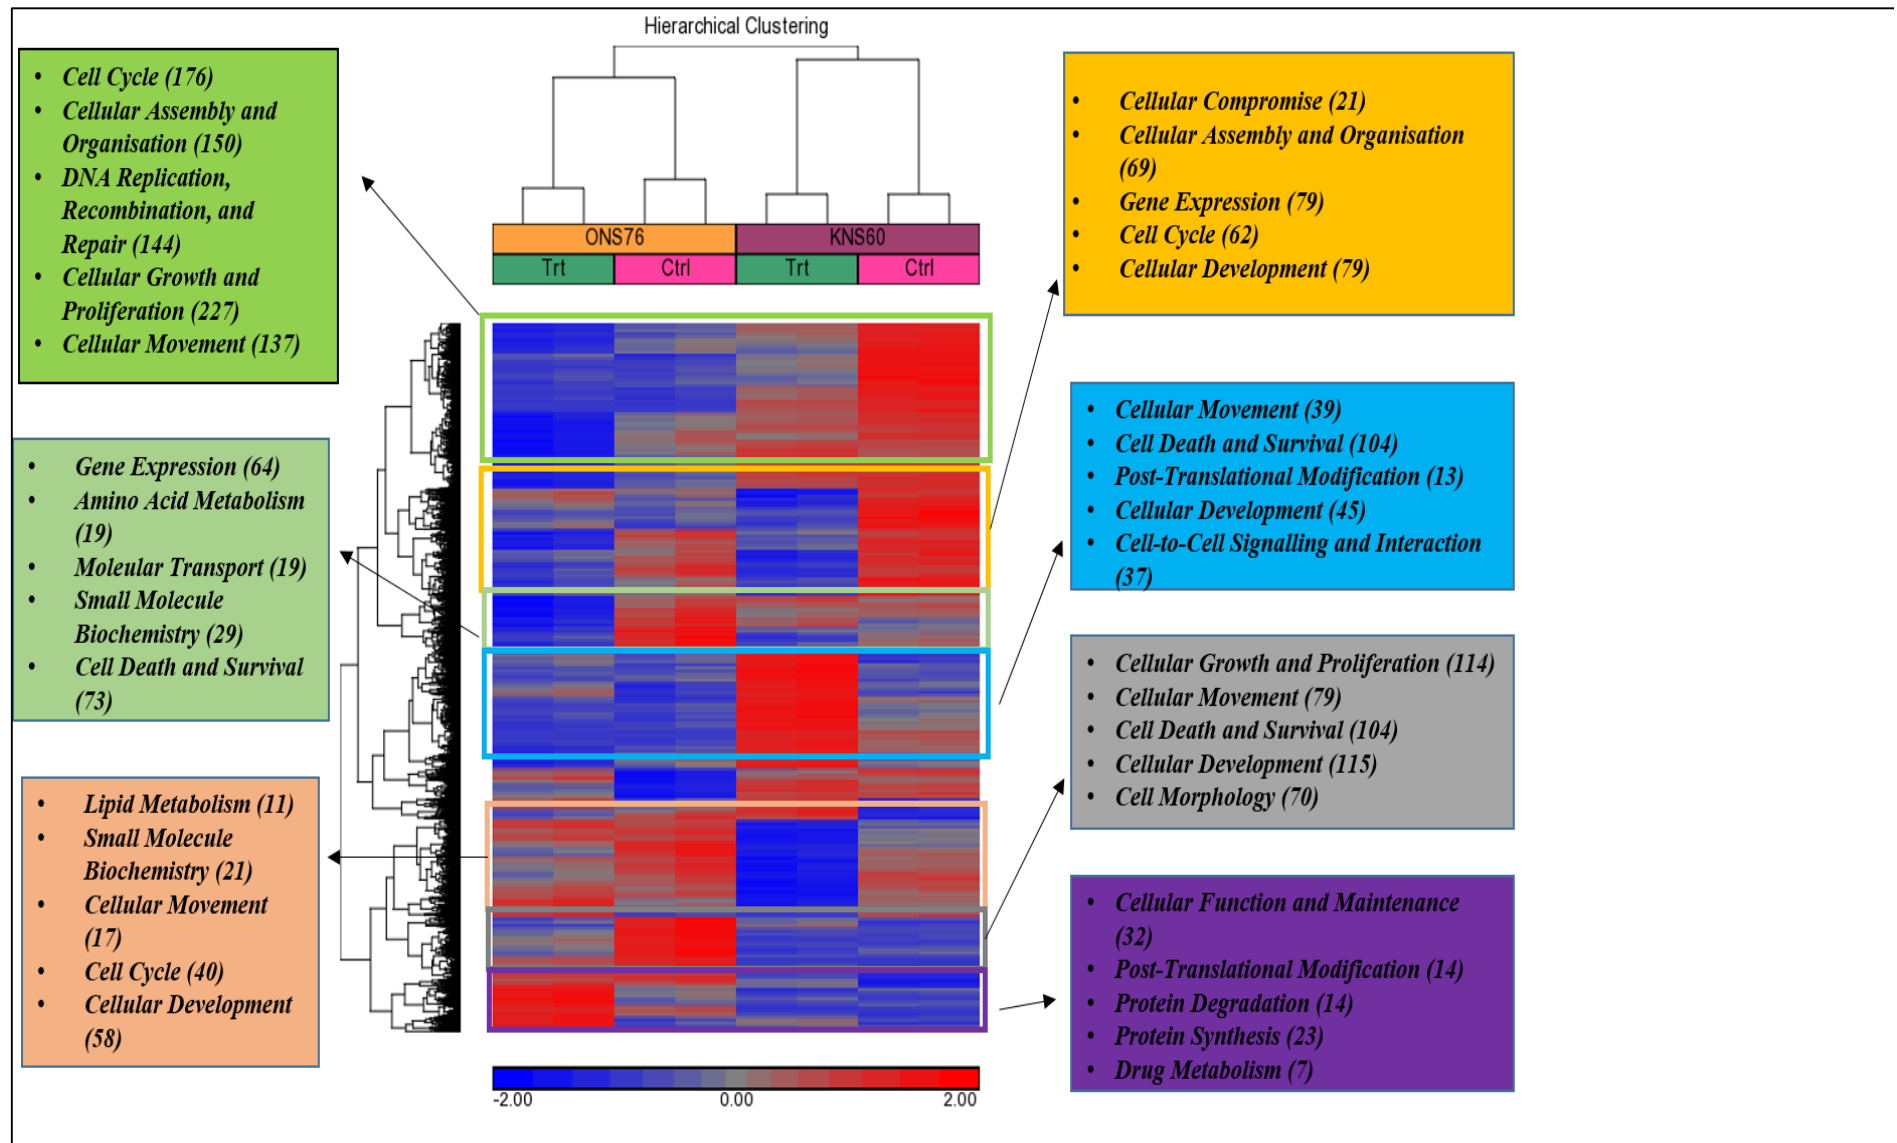 Hierarchical Clustering
• Cell Cycle (176)
• Cellular Assembly and
Organisation (150)
• DNA Replication,
Recombination, and
Repair (144)
• Cellular Growth and
Proliferation (227)
• Cellular Movement (137)
• Gene Expression (64)
• Amino Acid Metabolism
(19)
• Moleular Transport (19)
• Small Molecule
Biochemistry (29)
• Cell Death and Survival
(73)
• Lipid Metabolism (11)
• Small Molecule
Biochemistry (21)
• Cellular Movement
(17)
• Cell Cycle (40)
• Cellular Development
(58)
ONS76 KNS60
Trt Ctrl Trt Ctrl
-2.00 0.00 2.00
• Cellular Compromise (21)
• Cellular Assembly and Organisation
(69)
• Gene Expression (79)
• Cell Cycle (62)
• Cellular Development (79)
• Cellular Movement (39)
• Cell Death and Survival (104)
• Post-Translational Modification (13)
• Cellular Development (45)
• Cell-to-Cell Signalling and Interaction
(37)
• Cellular Growth and Proliferation (114)
• Cellular Movement (79)
• Cell Death and Survival (104)
• Cellular Development (115)
• Cell Morphology (70)
• Cellular Function and Maintenance
(32)
• Post-Translational Modification (14)
• Protein Degradation (14)
• Protein Synthesis (23)
• Drug Metabolism (7)